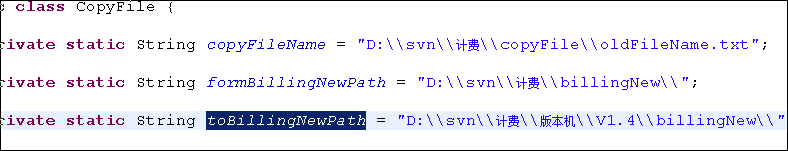 c class CopyFile {
rivate static String copyFileName = "D:\\svn\\计费\\copyFile\\oldFileName.txt";
rivate static String formBillingNewPath = "D:\\svn\\计费\\billingNew\\";
rivate static String toBillingNewPath = "D:\\svn\\计费\\版本机\\V1.4\\billingNew\\"